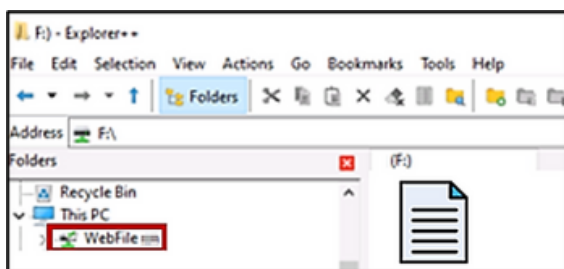 F:) - Explorer++
File Edit Selection View Actions Go Bookmarks Tools Help
Folders
Address F:\
Folders
(F:)
Recycle Bin
This PC
WebFile